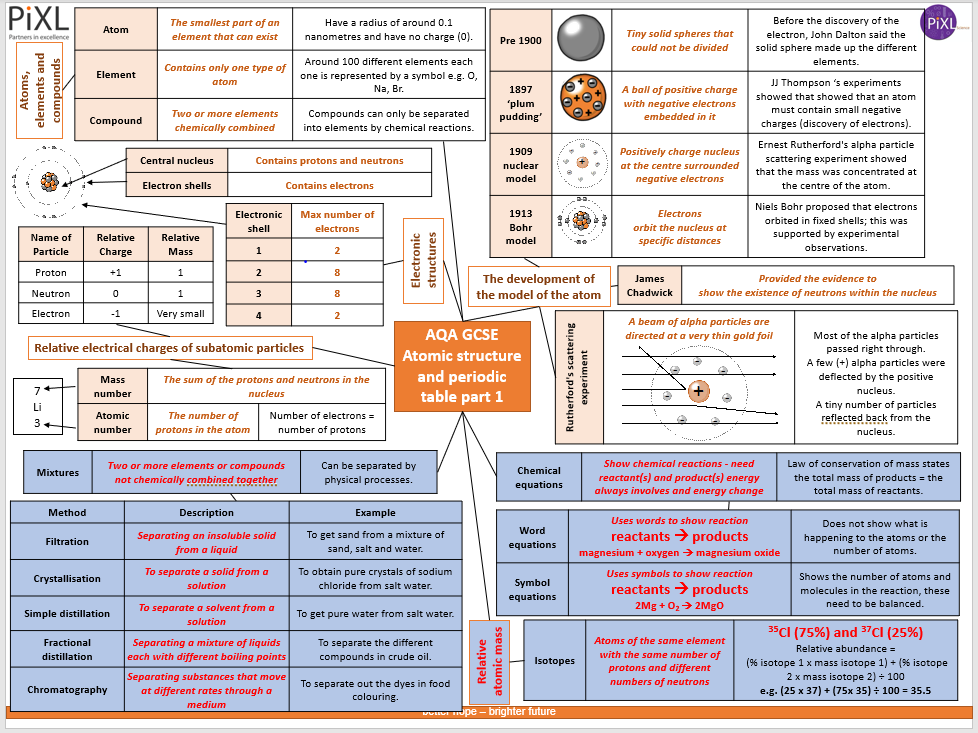 PiXL
Partners in excellence
Atoms,
elements and
compounds
Atom
The smallest part of an
element that can exist
Have a radius of around 0.1
nanometres and have no charge (0).
Element
Contains only one type of
atom
Around 100 different elements each
one is represented by a symbol e.g. O,
Na, Br.
Compound
Two or more elements
chemically combined
Compounds can only be separated
into elements by chemical reactions.
Central nucleus
Contains protons and neutrons
Electron shells
Contains electrons
Name of
Particle
Relative
Charge
Relative
Mass
Proton
+1
1
Neutron
0
1
Electron
-1
Very small
Electronic
shell
Max number of
electrons
1
2
2
8
3
8
4
2
Electronic
structures
Relative electrical charges of subatomic particles
7
Li
3
Mass
number
The sum of the protons and neutrons in the
nucleus
Atomic
number
The number of
protons in the atom
Number of electrons =
number of protons
PiXL
Pre 1900
Tiny solid spheres that
could not be divided
Before the discovery of the
electron, John Dalton said the
solid sphere made up the different
elements.
1897
‘plum
pudding’
A ball of positive charge
with negative electrons
embedded in it
JJ Thompson ‘s experiments
showed that showed that an atom
must contain small negative
charges (discovery of electrons).
1909
nuclear
model
Positively charge nucleus
at the centre surrounded
negative electrons
Ernest Rutherford's alpha particle
scattering experiment showed
that the mass was concentrated at
the centre of the atom.
1913
Bohr
model
Electrons
orbit the nucleus at
specific distances
Niels Bohr proposed that electrons
orbited in fixed shells; this was
supported by experimental
observations.
The development of
the model of the atom
James
Chadwick
Provided the evidence to
show the existence of neutrons within the nucleus
AQA GCSE
Atomic structure
and periodic
table part 1
Rutherford's scattering
experiment
A beam of alpha particles are
directed at a very thin gold foil
Most of the alpha particles
passed right through.
A few (+) alpha particles were
deflected by the positive
nucleus.
A tiny number of particles
reflected back from the
nucleus.
Mixtures
Two or more elements or compounds
not chemically combined together
Can be separated by
physical processes.
Method
Description
Example
Filtration
Separating an insoluble solid
from a liquid
To get sand from a mixture of
sand, salt and water.
Crystallisation
To separate a solid from a
solution
To obtain pure crystals of sodium
chloride from salt water.
Simple distillation
To separate a solvent from a
solution
To get pure water from salt water.
Fractional
distillation
Separating a mixture of liquids
each with different boiling points
To separate the different
compounds in crude oil.
Chromatography
Separating substances that move
at different rates through a
medium
To separate out the dyes in food
colouring.
Chemical
equations
Show chemical reactions - need
reactant(s) and product(s) energy
always involves and energy change
Law of conservation of mass states
the total mass of products = the
total mass of reactants.
Word
equations
Uses words to show reaction
reactants → products
magnesium + oxygen → magnesium oxide
Does not show what is
happening to the atoms or the
number of atoms.
Symbol
equations
Uses symbols to show reaction
reactants → products
2Mg + O₂ → 2MgO
Shows the number of atoms and
molecules in the reaction, these
need to be balanced.
Relative
atomic mass
Isotopes
Atoms of the same element
with the same number of
protons and different
numbers of neutrons
³⁵Cl (75%) and ³⁷Cl (25%)
Relative abundance =
(% isotope 1 x mass isotope 1) + (% isotope
2 x mass isotope 2) ÷ 100
e.g. (25 x 37) + (75x 35) ÷ 100 = 35.5
better hope – brighter future